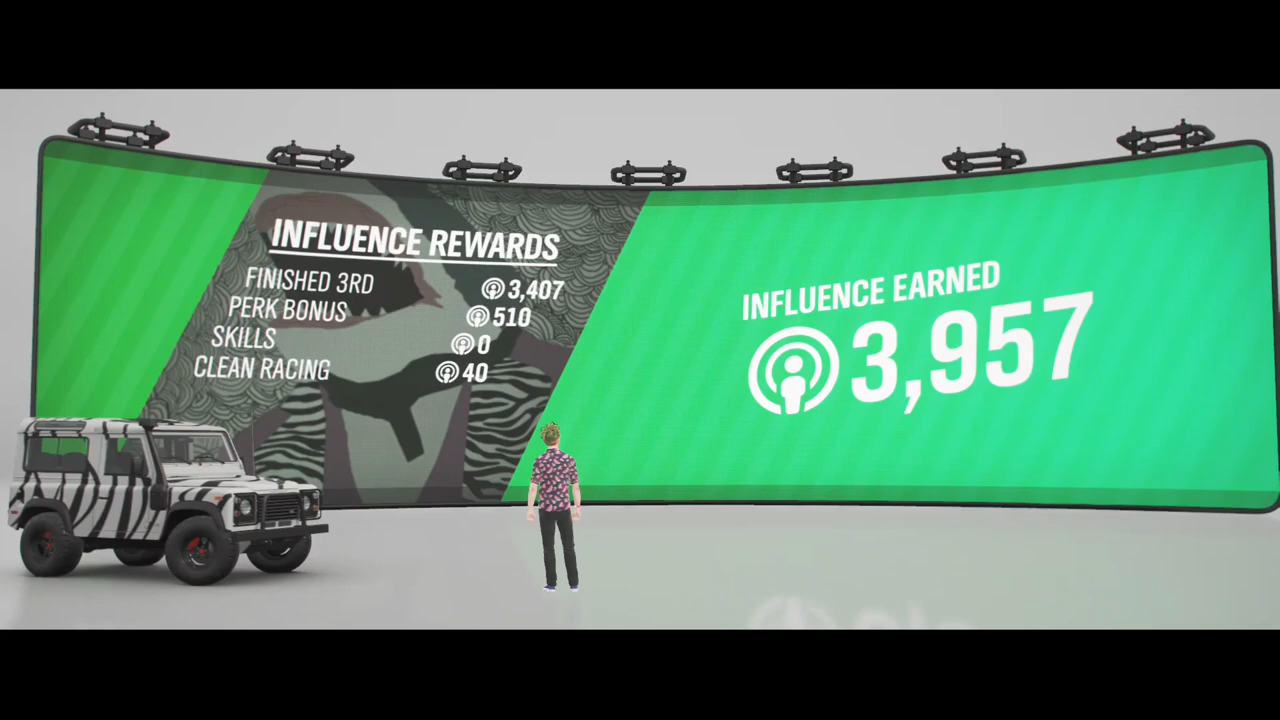 INFLUENCE REWARDS
FINISHED 3RD 3,407
PERK BONUS 510
SKILLS 0
CLEAN RACING 40
INFLUENCE EARNED
3,957